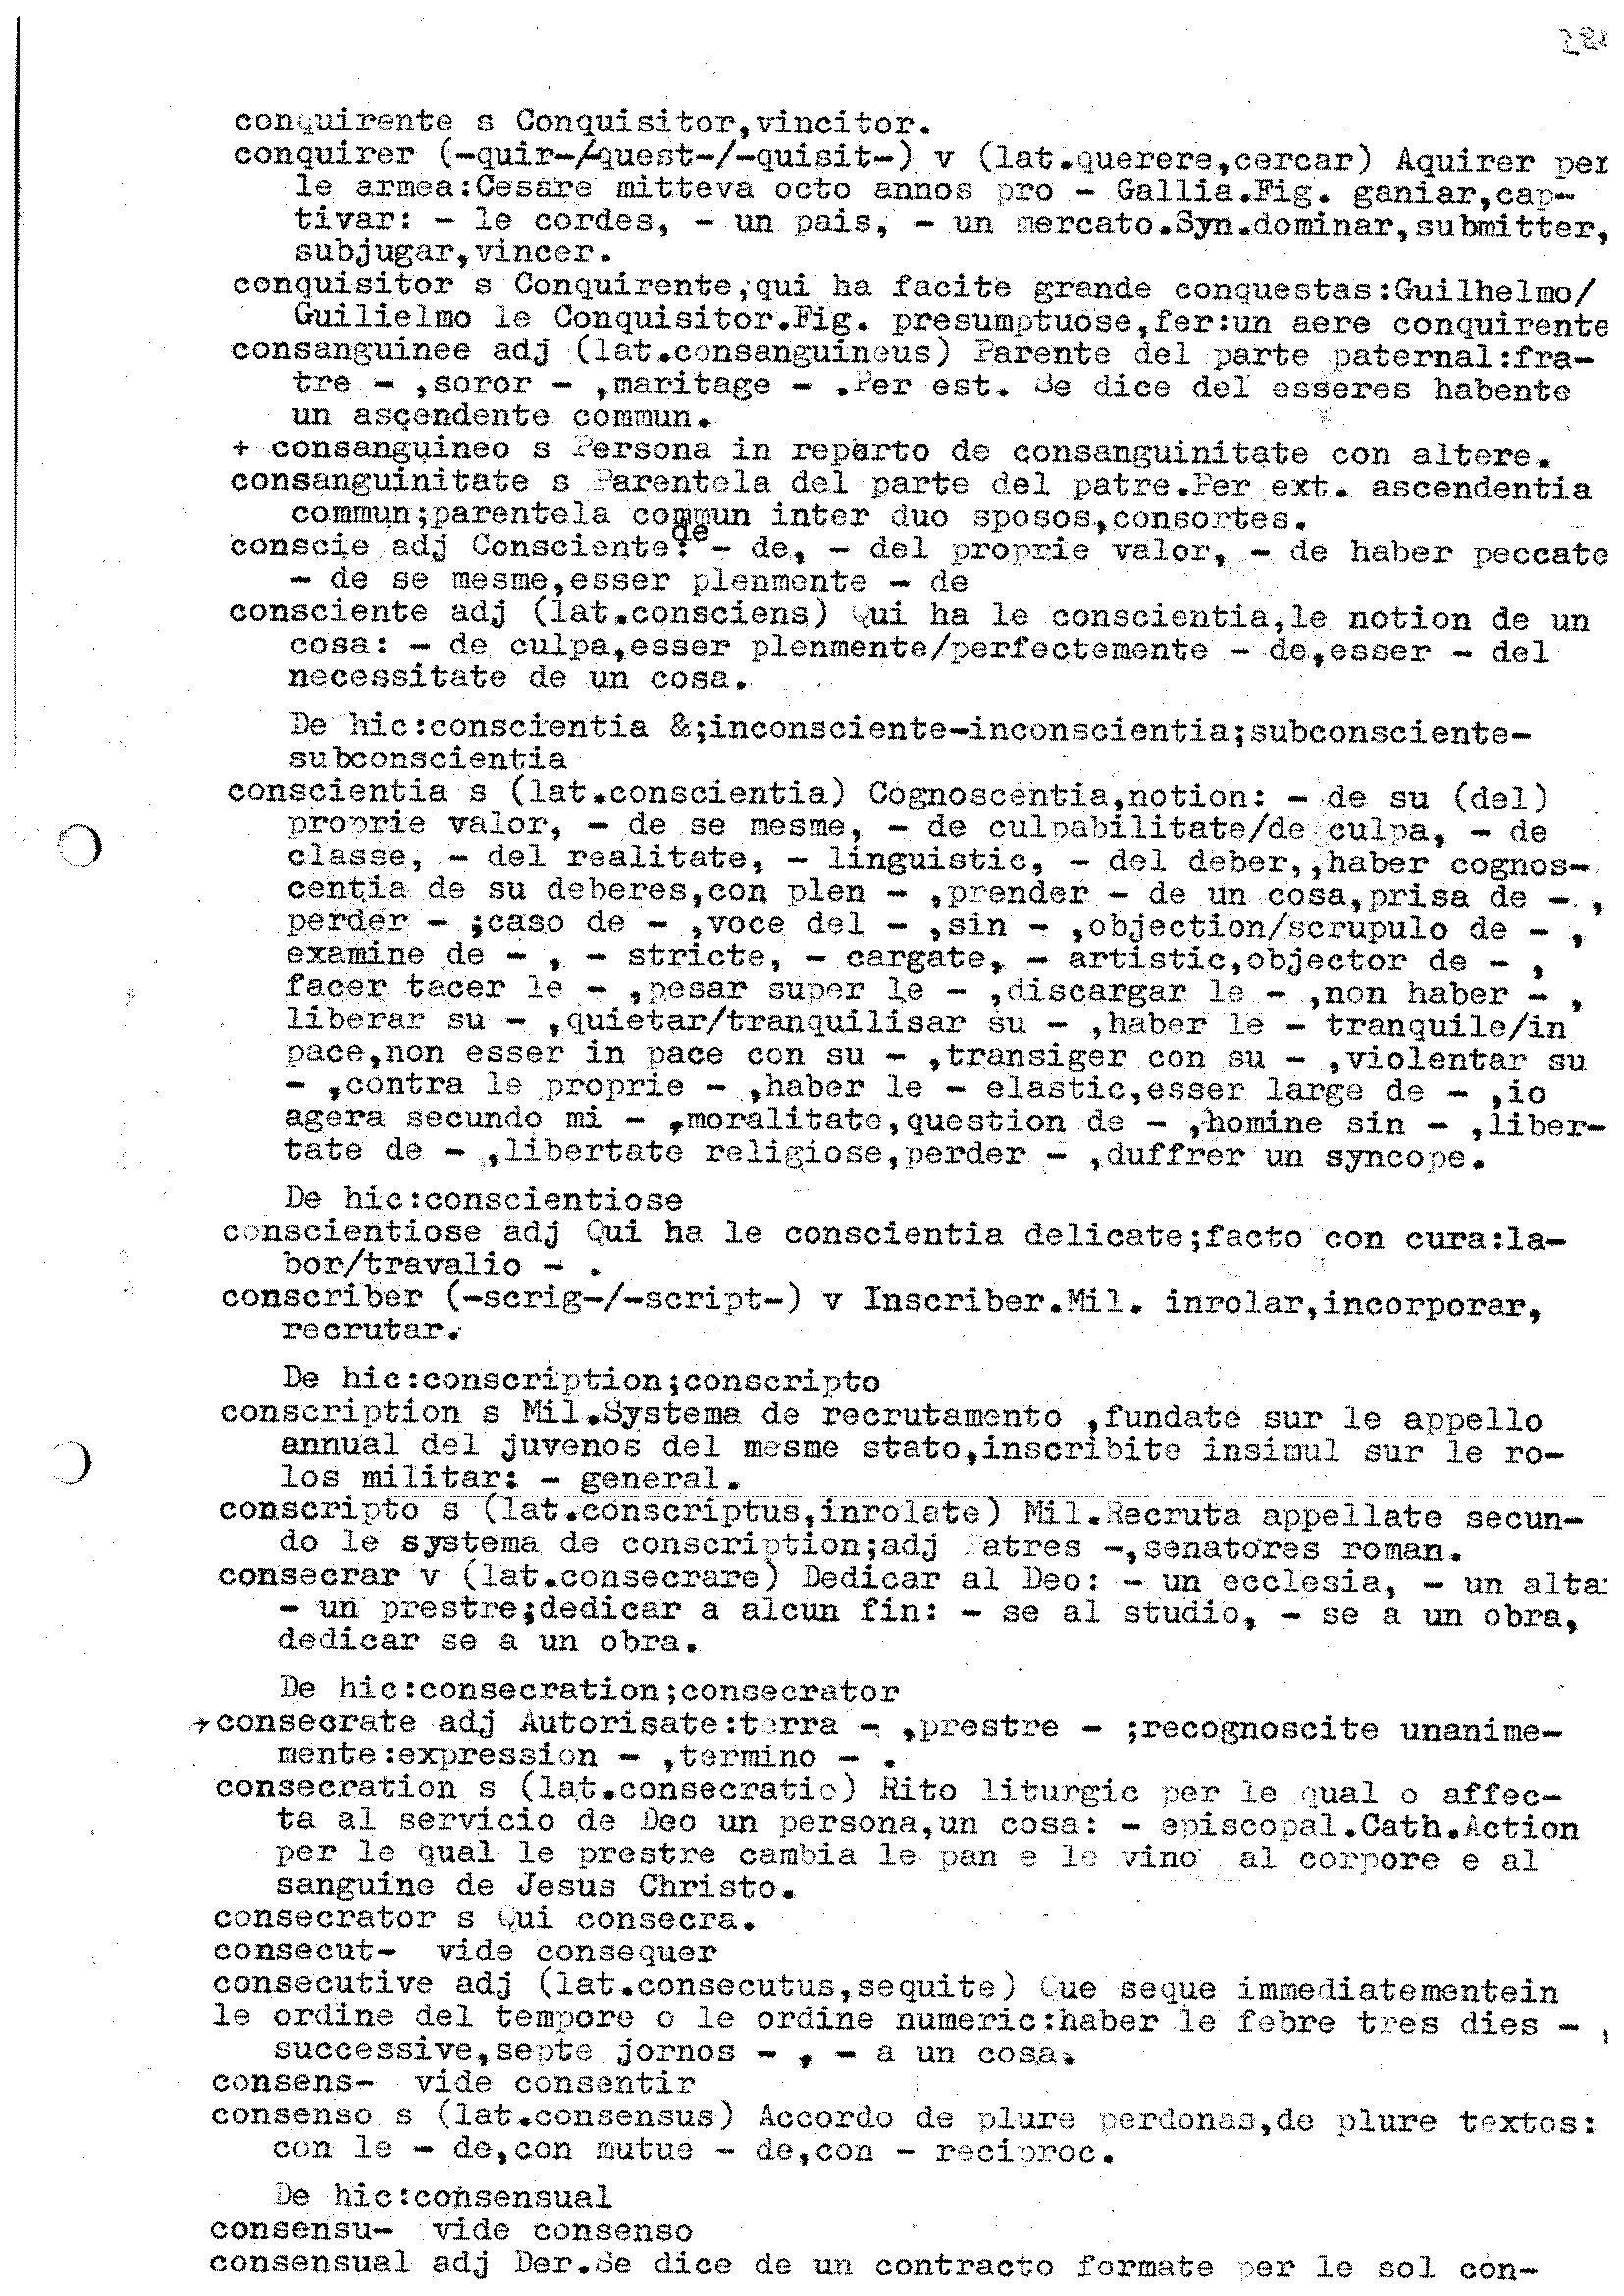 conquirente s Conquisitor,vincitor.
conquirer (-quir-/-quest-/-quisit-) v (lat.querere,cercar) Aquirer per
le armea:Cesare mitteva octo annos pro - Gallia.Fig. ganiar,cap-
tivar: - le cordes, - un pais, - un mercato.Syn.dominar,submitter,
subjugar,vincer.
conquisitor s Conquirente,qui ha facite grande conquestas:Guilhelmo/
Guilielmo le Conquisitor.Fig. presumptuose,fer:un aere conquirente
consanguinee adj (lat.consanguineus) Parente del parte paternal:fra-
tre - ,soror - ,maritage - .Per est. Se dice del esseres habente
un ascendente commun.
+ consanguineo s Persona in reporto de consanguinitate con altere.
consanguinitate s Parentela del parte del patre.Per ext. ascendentia
commun;parentela commun inter duo sposos,consortes.
conscie adj Consciente: de - de, - del proprie valor, - de haber peccate
- de se mesme,esser plenmente - de
consciente adj (lat.consciens) Qui ha le conscientia,le notion de un
cosa: - de culpa,esser plenmente/perfectemente - de,esser - del
necessitate de un cosa.
De hic:conscientia &;inconsciente-inconscientia;subconsciente-
subconscientia
conscientia s (lat.conscientia) Cognoscentia,notion: - de su (del)
proprie valor, - de se mesme, - de culpabilitate/de culpa, - de
classe, - del realitate, - linguistic, - del deber,,haber cognos-
centia de su deberes,con plen - ,prender - de un cosa,prisa de - ,
perder - ;caso de - ,voce del - ,sin - ,objection/scrupulo de - ,
examine de - , - stricte, - cargate, - artistic,objector de - ,
facer tacer le - ,pesar super le - ,discargar le - ,non haber - ,
liberar su - ,quietar/tranquilisar su - ,haber le - tranquile/in
pace,non esser in pace con su - ,transiger con su - ,violentar su
- ,contra le proprie - ,haber le - elastic,esser large de - ,io
agera secundo mi - ,moralitate,question de - ,homine sin - ,liber-
tate de - ,libertate religiose,perder - ,duffrer un syncope.
De hic:conscientiose
conscientiose adj Qui ha le conscientia delicate;facto con cura:la-
bor/travalio - .
conscriber (-scrig-/-script-) v Inscriber.Mil. inrolar,incorporar,
recrutar.
De hic:conscription;conscripto
conscription s Mil.Systema de recrutamento ,fundate sur le appello
annual del juvenos del mesme stato,inscribite insimul sur le ro-
los militar: - general.
conscripto s (lat.conscriptus,inrolate) Mil.Recruta appellate secun-
do le systema de conscription;adj Patres -,senatores roman.
consecrar v (lat.consecrare) Dedicar al Deo: - un ecclesia, - un alta
- un prestre;dedicar a alcun fin: - se al studio, - se a un obra,
dedicar se a un obra.
De hic:consecration;consecrator
+consecrate adj Autorisate:terra - ,prestre - ;recognoscite unanime-
mente:expression - ,termino - .
consecration s (lat.consecratio) Rito liturgic per le qual o affec-
ta al servicio de Deo un persona,un cosa: - episcopal.Cath.Action
per le qual le prestre cambia le pan e le vino al corpore e al
sanguine de Jesus Christo.
consecrator s Qui consecra.
consecut- vide consequer
consecutive adj (lat.consecutus,sequite) Que seque immediatementein
le ordine del tempore o le ordine numeric:haber le febre tres dies - ,
successive,septe jornos - , - a un cosa.
consens- vide consentir
consenso s (lat.consensus) Accordo de plure perdonas,de plure textos:
con le - de,con mutue - de,con - reciproc.
De hic:consensual
consensu- vide consenso
consensual adj Der.Se dice de un contracto formate per le sol con-